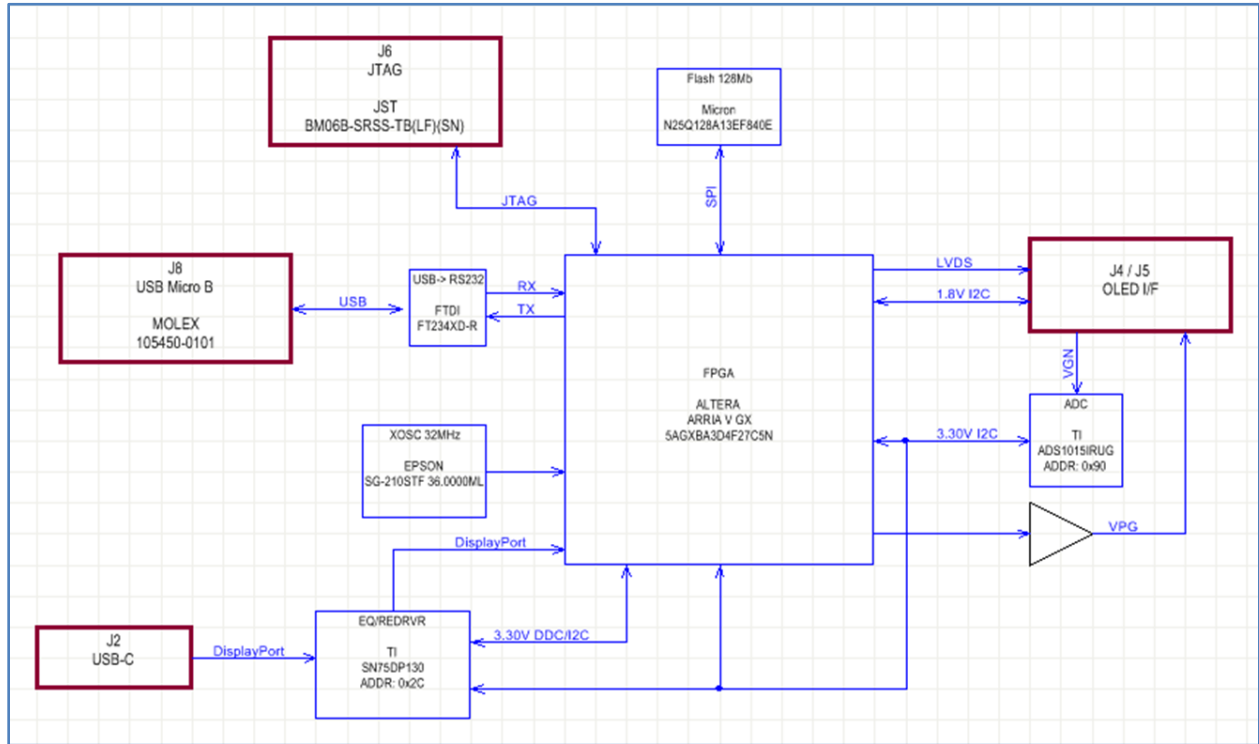 J6
JTAG
JST
BM06B-SRSS-TB(LF)(SN)
Flash 128Mb
Micron
N25Q128A13EF840E
JTAG
SPI
J8
USB Micro B
MOLEX
105450-0101
USB
USB-> RS232
FTDI
FT234XD-R
RX
TX
FPGA
ALTERA
ARRIA V GX
5AGXBA3D4F27C5N
LVDS
1.8V I2C
J4 / J5
OLED I/F
VGN
ADC
TI
ADS1015IRUG
ADDR: 0x90
3.30V I2C
VPG
XOSC 32MHz
EPSON
SG-210STF 36.0000ML
DisplayPort
J2
USB-C
DisplayPort
EQ/REDRVR
TI
SN75DP130
ADDR: 0x2C
3.30V DDC/I2C